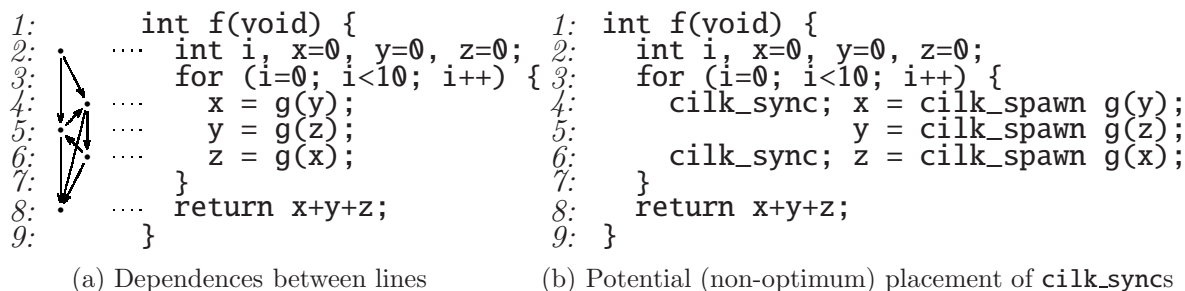 1: int f(void) {
2: .... int i, x=0, y=0, z=0;
3: for (i=0; i<10; i++) {
4: .... x = g(y);
5: .... y = g(z);
6: .... z = g(x);
7: }
8: .... return x+y+z;
9: }
(a) Dependences between lines
1: int f(void) {
2: int i, x=0, y=0, z=0;
3: for (i=0; i<10; i++) {
4: cilk_sync; x = cilk_spawn g(y);
5: y = cilk_spawn g(z);
6: cilk_sync; z = cilk_spawn g(x);
7: }
8: return x+y+z;
9: }
(b) Potential (non-optimum) placement of cilk_syncs